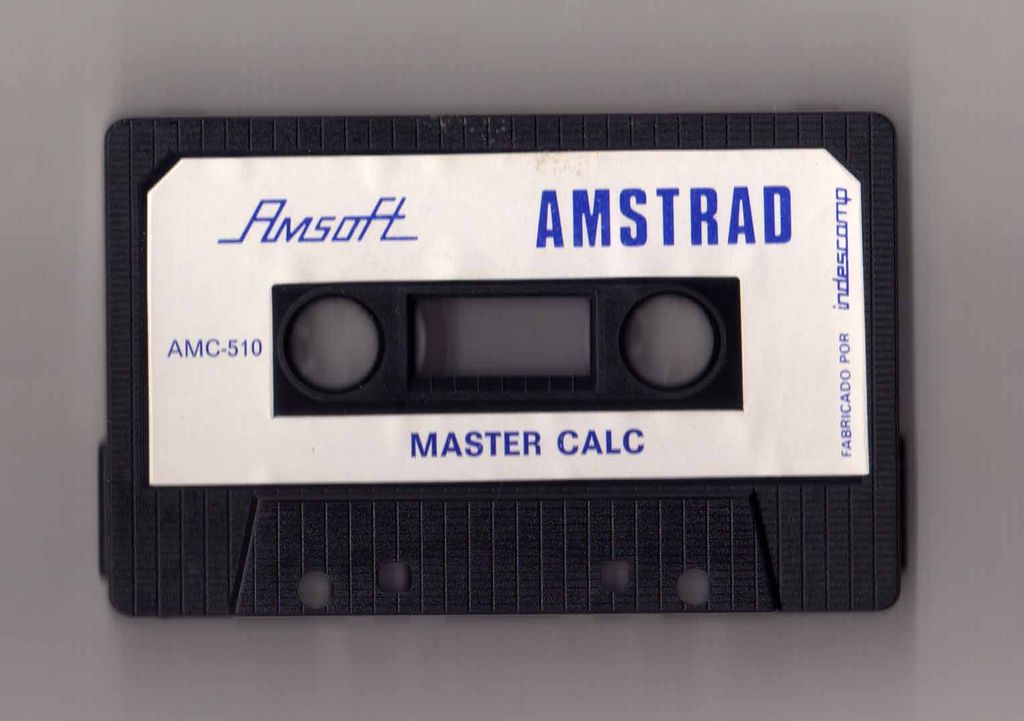 Amsoft
AMSTRAD
AMC-510
MASTER CALC
FABRICADO POR indescomp